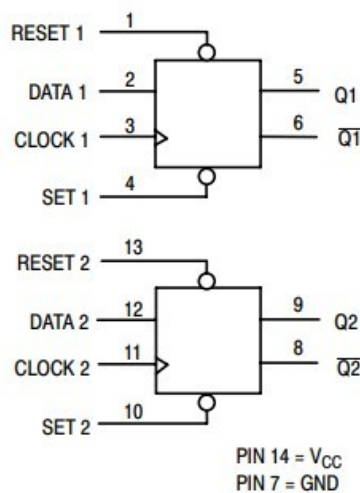 RESET 1 1
DATA 1 2 5 Q1
CLOCK 1 3 6 Q1̅
SET 1 4
RESET 2 13
DATA 2 12 9 Q2
CLOCK 2 11 8 Q2̅
SET 2 10
PIN 14 = VCC
PIN 7 = GND